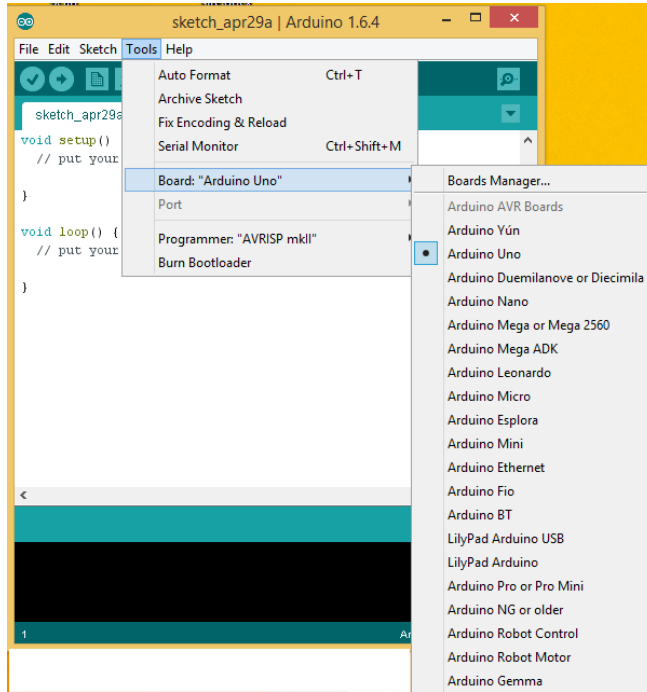 sketch_apr29a | Arduino 1.6.4
File Edit Sketch Tools Help
sketch_apr29a
void setup()
// put your
}
void loop() {
// put your
}
Auto Format Ctrl+T
Archive Sketch
Fix Encoding & Reload
Serial Monitor Ctrl+Shift+M
Board: "Arduino Uno"
Port
Programmer: "AVRISP mkII"
Burn Bootloader
Boards Manager...
Arduino AVR Boards
Arduino Yún
Arduino Uno
Arduino Duemilanove or Diecimila
Arduino Nano
Arduino Mega or Mega 2560
Arduino Mega ADK
Arduino Leonardo
Arduino Micro
Arduino Esplora
Arduino Mini
Arduino Ethernet
Arduino Fio
Arduino BT
LilyPad Arduino USB
LilyPad Arduino
Arduino Pro or Pro Mini
Arduino NG or older
Arduino Robot Control
Arduino Robot Motor
Arduino Gemma
1 Ar